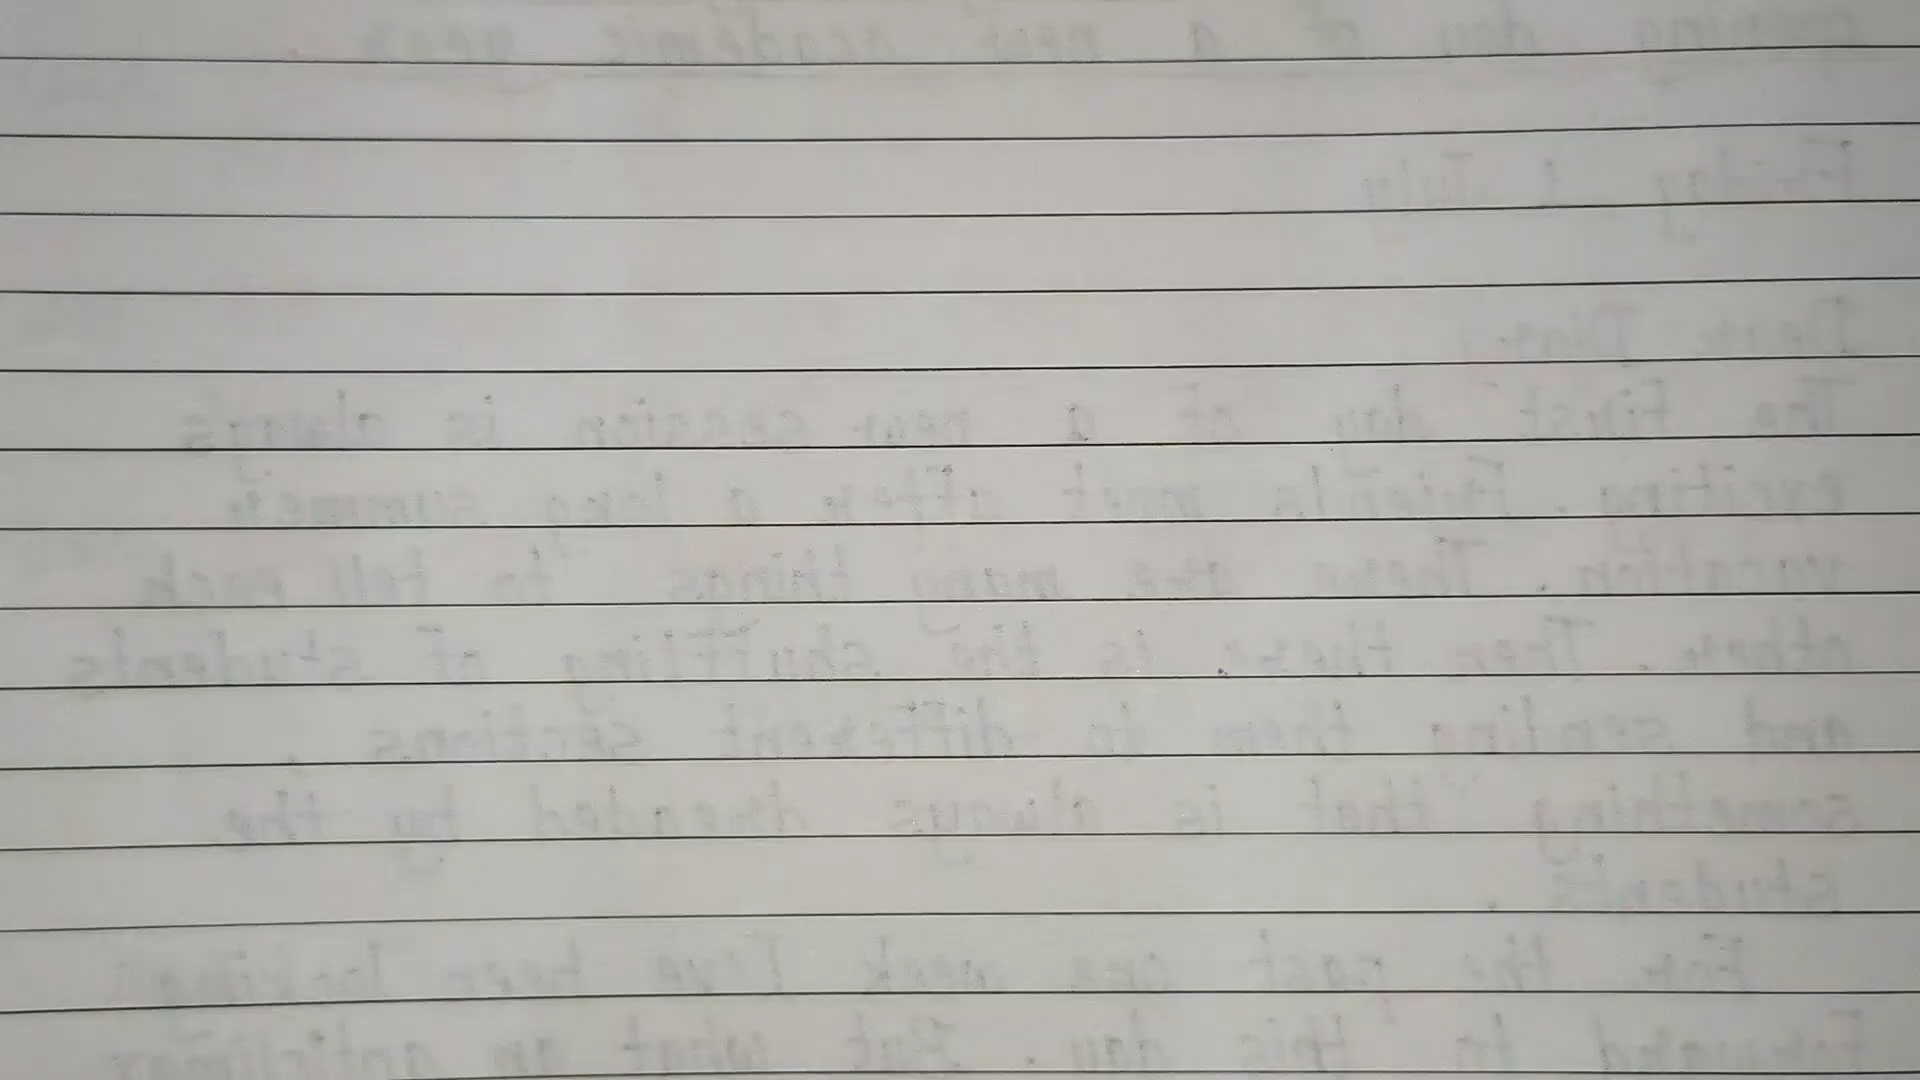 opening day of a new academic year.
Friday 1 July
Dear Diary
The first day of a new session is always
exciting. Friends meet after a long summer
vacation. There are many things to tell each
other. Then there is the shuffling of students
and sending them to different sections,
something that is always dreaded by the
students.
For the past one week I've been looking
forward to this day. But what an anticlimax